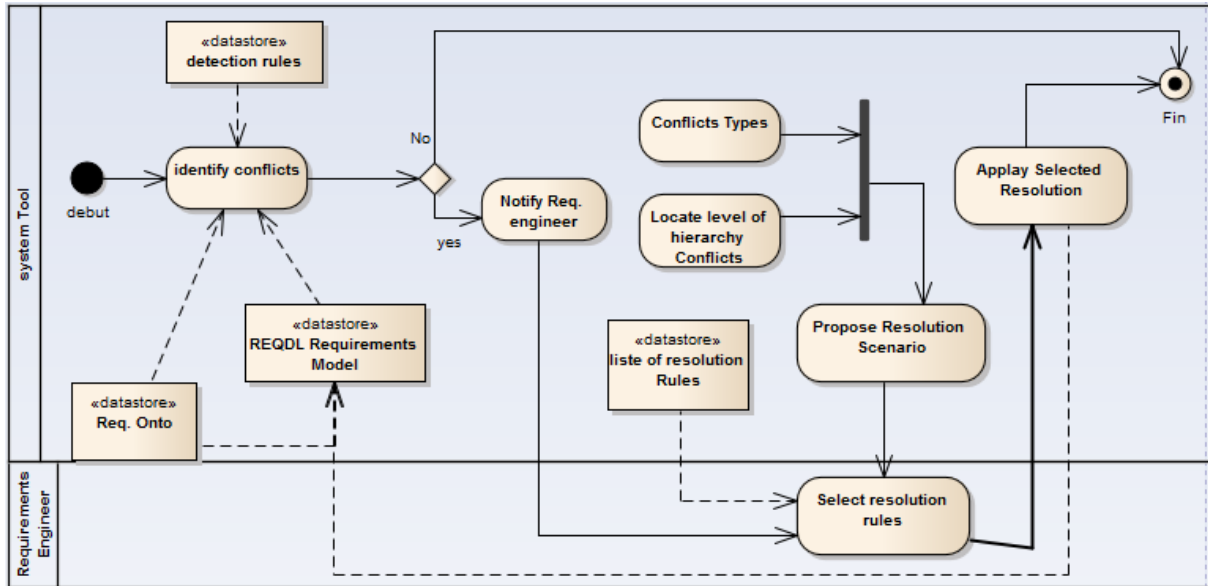 system Tool
«datastore»
detection rules
debut
identify conflicts
No
yes
Notify Req.
engineer
Conflicts Types
Locate level of
hierarchy
Conflicts
Applay Selected
Resolution
Fin
«datastore»
REQDL Requirements
Model
«datastore»
Req. Onto
«datastore»
liste of resolution
Rules
Propose Resolution
Scenario
Requirements
Engineer
Select resolution
rules